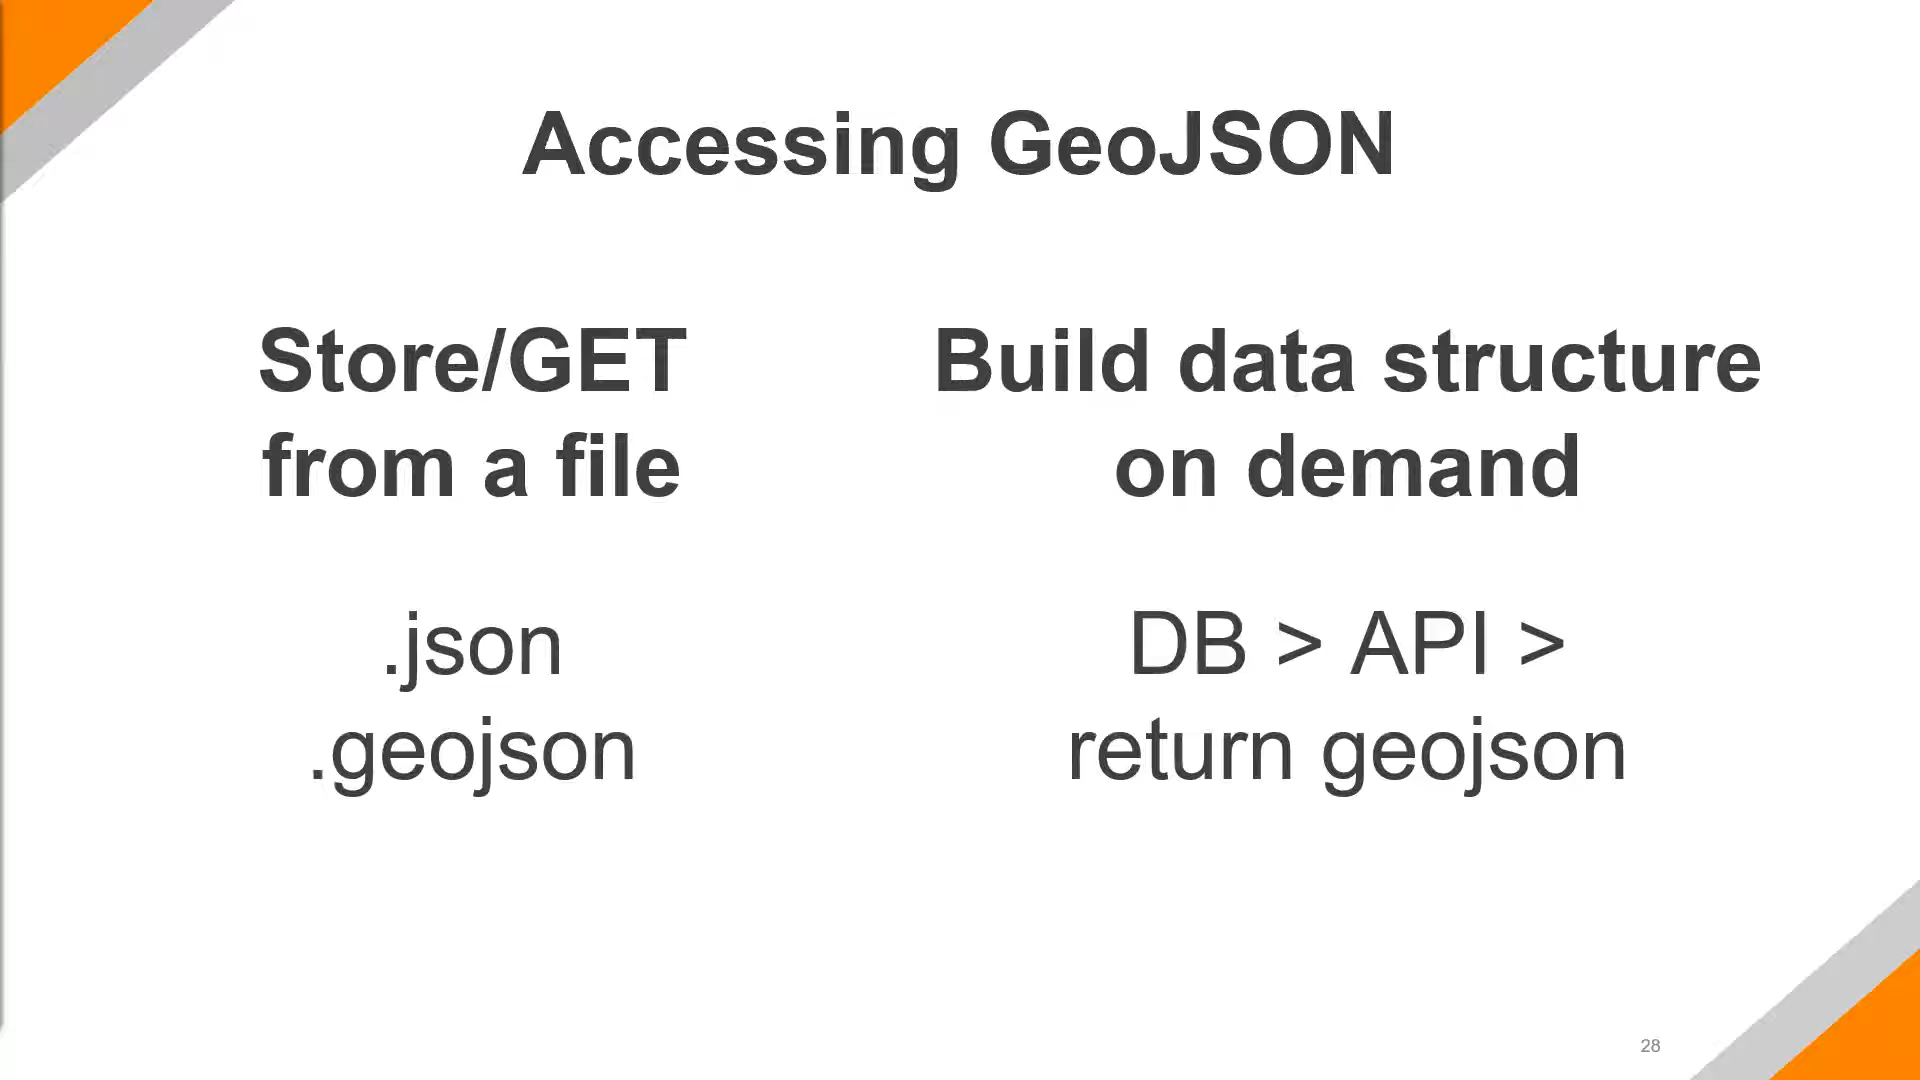 Accessing GeoJSON
Store/GET
from a file
.json
.geojson
Build data structure
on demand
DB > API >
return geojson
28